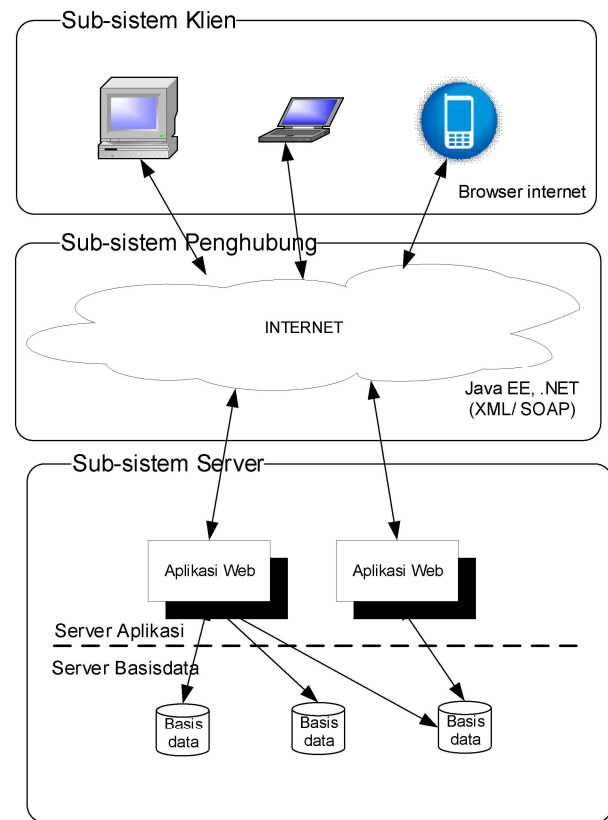 Sub-sistem Klien
Browser internet
Sub-sistem Penghubung
INTERNET
Java EE, .NET
(XML/ SOAP)
Sub-sistem Server
Aplikasi Web
Aplikasi Web
Server Aplikasi
Server Basisdata
Basis
data
Basis
data
Basis
data